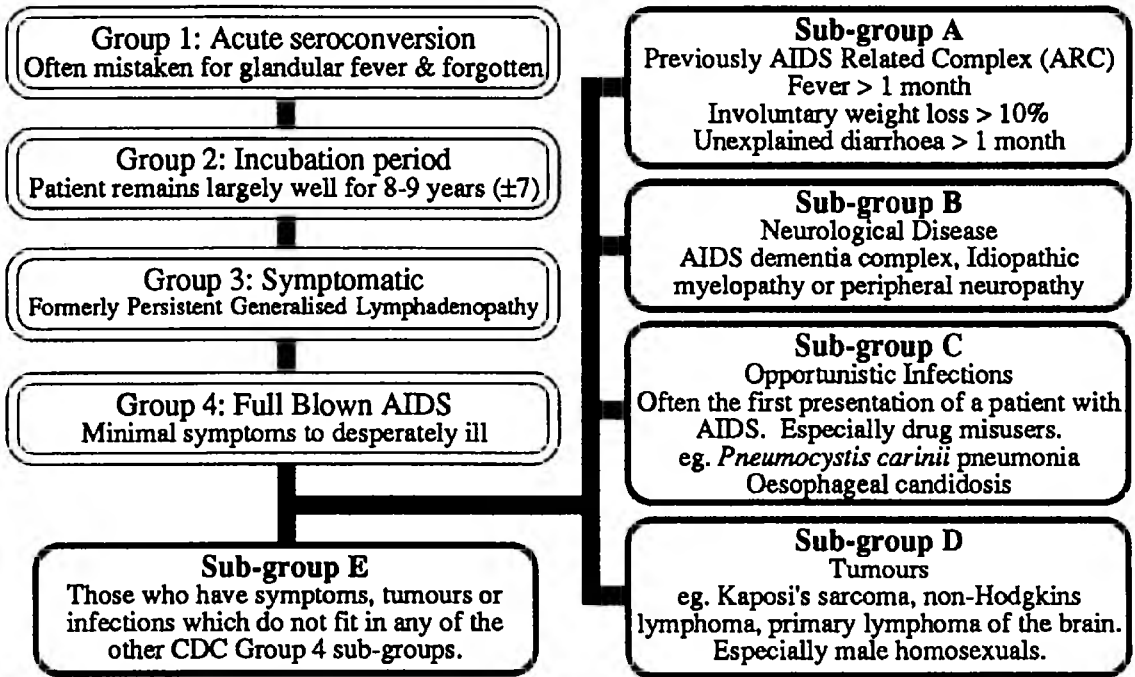 Group 1: Acute seroconversion
Often mistaken for glandular fever & forgotten
Group 2: Incubation period
Patient remains largely well for 8-9 years (±7)
Group 3: Symptomatic
Formerly Persistent Generalised Lymphadenopathy
Group 4: Full Blown AIDS
Minimal symptoms to desperately ill
Sub-group E
Those who have symptoms, tumours or
infections which do not fit in any of the
other CDC Group 4 sub-groups.
Sub-group A
Previously AIDS Related Complex (ARC)
Fever > 1 month
Involuntary weight loss > 10%
Unexplained diarrhoea > 1 month
Sub-group B
Neurological Disease
AIDS dementia complex, Idiopathic
myelopathy or peripheral neuropathy
Sub-group C
Opportunistic Infections
Often the first presentation of a patient with
AIDS. Especially drug misusers.
eg. Pneumocystis carinii pneumonia
Oesophageal candidosis
Sub-group D
Tumours
eg. Kaposi's sarcoma, non-Hodgkins
lymphoma, primary lymphoma of the brain.
Especially male homosexuals.